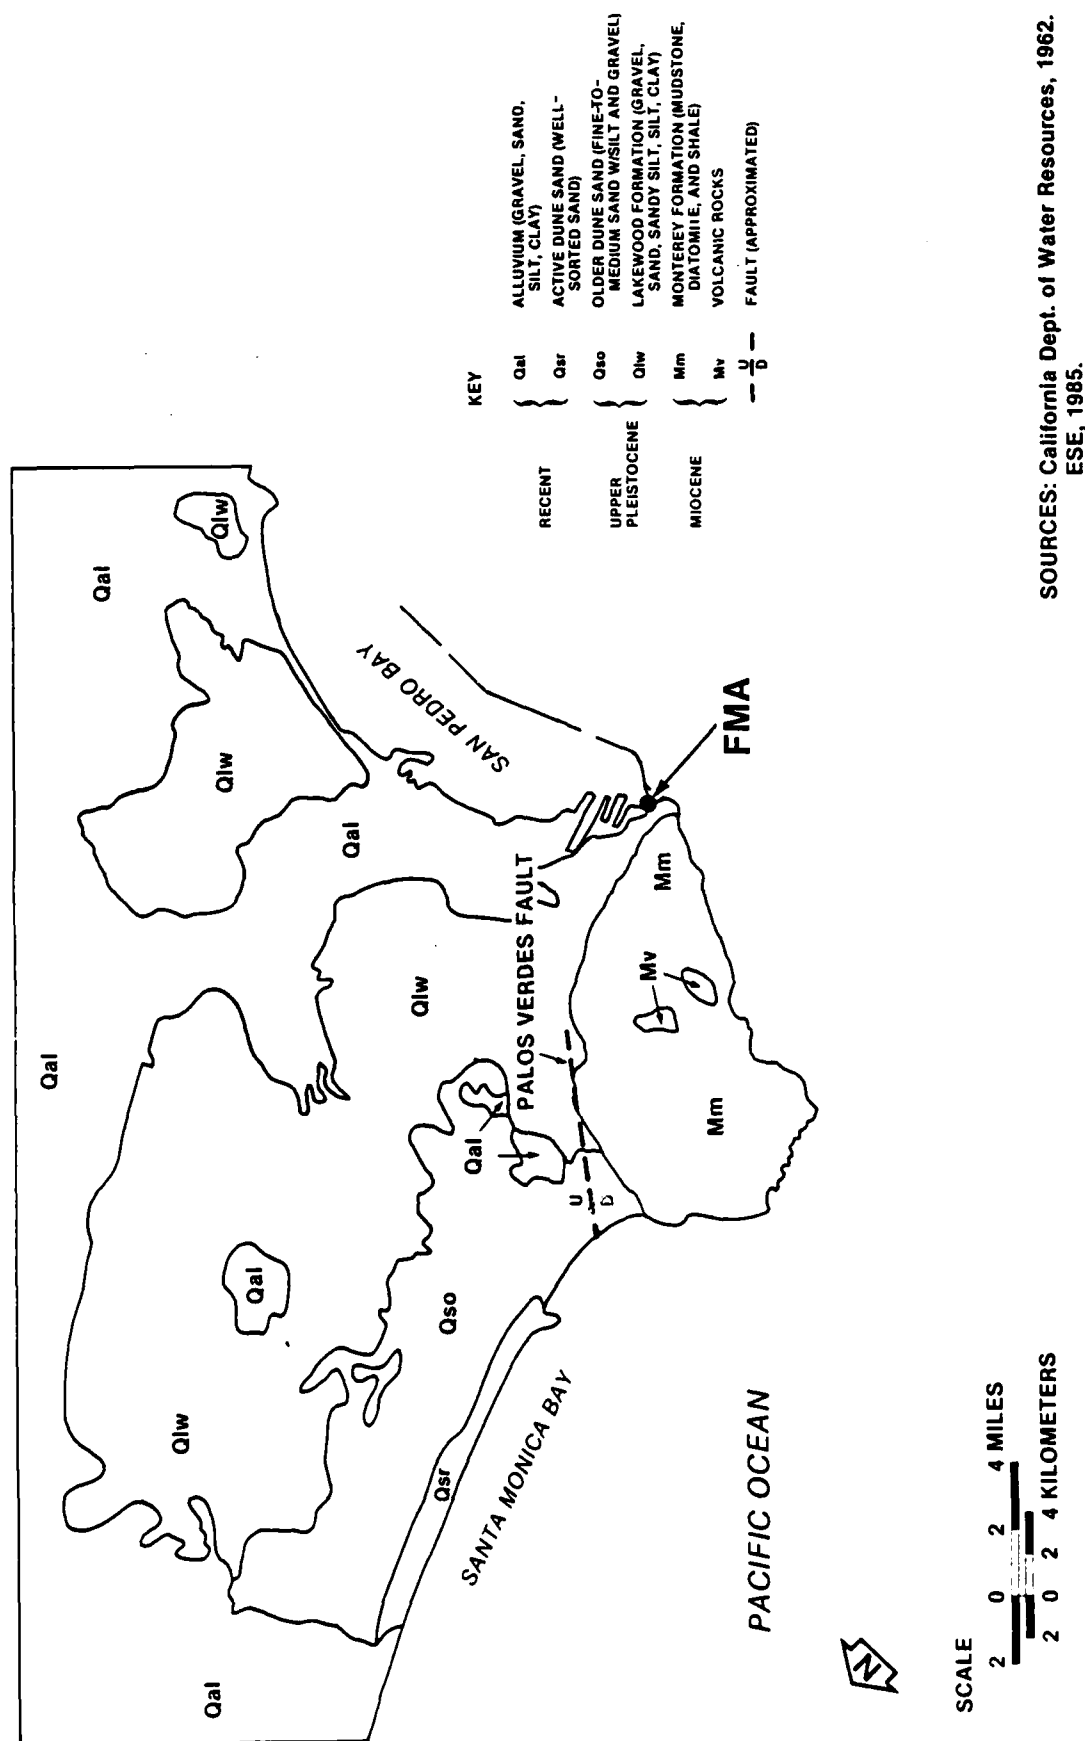 Qal
Qlw
Qal
Qlw
Qal
Qlw
Qal
Qlw
Qal
Qal
Qso
Qsr
SANTA MONICA BAY
SAN PEDRO BAY
PALOS VERDES FAULT
U
D
Mm
Mv
Mm
FMA
PACIFIC OCEAN
N
SCALE
2 0 2 4 MILES
2 0 2 4 KILOMETERS
KEY
RECENT
Qal ALLUVIUM (GRAVEL, SAND,
SILT, CLAY)
Qsr ACTIVE DUNE SAND (WELL-
SORTED SAND)
UPPER
PLEISTOCENE
Qso OLDER DUNE SAND (FINE-TO-
MEDIUM SAND W/SILT AND GRAVEL)
Qlw LAKEWOOD FORMATION (GRAVEL,
SAND, SANDY SILT, SILT, CLAY)
MIOCENE
Mm MONTEREY FORMATION (MUDSTONE,
DIATOMITE, AND SHALE)
Mv VOLCANIC ROCKS
U
D
FAULT (APPROXIMATED)
SOURCES: California Dept. of Water Resources, 1962.
ESE, 1985.